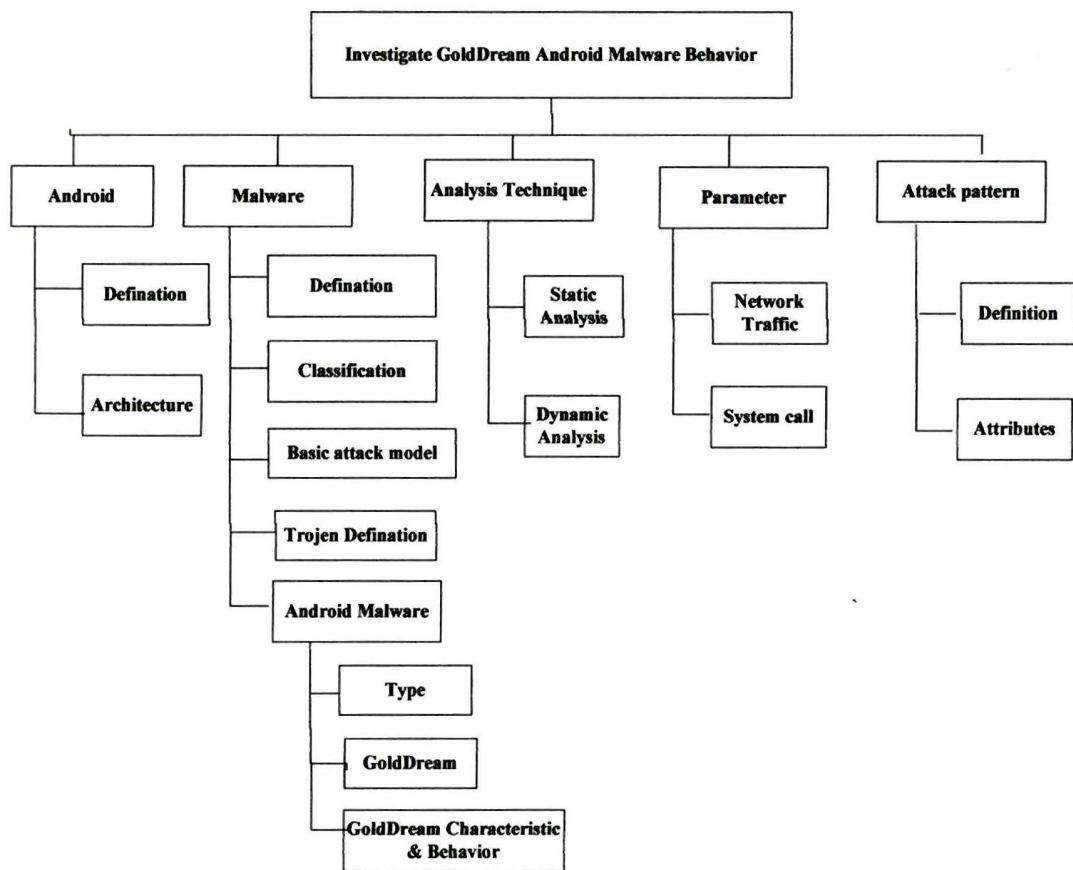 Investigate GoldDream Android Malware Behavior
Android
Malware
Analysis Technique
Parameter
Attack pattern
Defination
Architecture
Defination
Classification
Basic attack model
Trojen Defination
Android Malware
Type
GoldDream
GoldDream Characteristic
& Behavior
Static
Analysis
Dynamic
Analysis
Network
Traffic
System call
Definition
Attributes